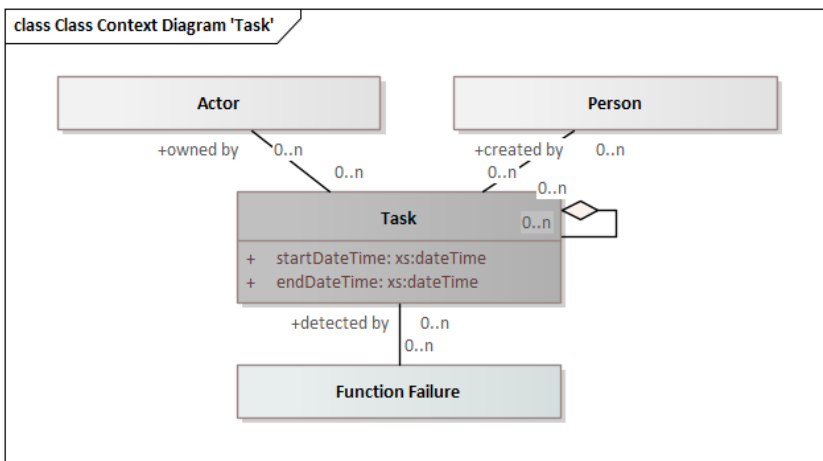 class Class Context Diagram 'Task'
Actor
Person
+owned by 0..n
+created by 0..n
0..n
0..n
0..n
Task
0..n
+ startDateTime: xs:dateTime
+ endDateTime: xs:dateTime
+detected by 0..n
0..n
Function Failure